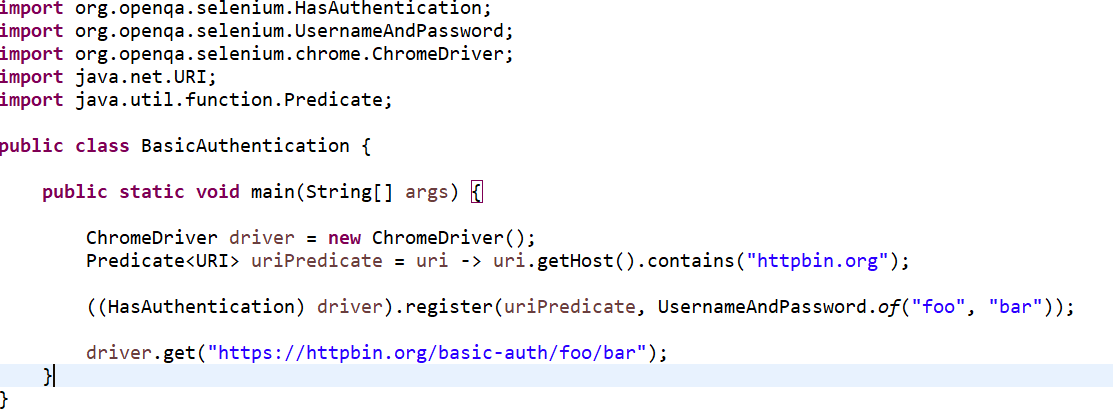 import org.openqa.selenium.HasAuthentication;
import org.openqa.selenium.UsernameAndPassword;
import org.openqa.selenium.chrome.ChromeDriver;
import java.net.URI;
import java.util.function.Predicate;

public class BasicAuthentication {

    public static void main(String[] args) {

        ChromeDriver driver = new ChromeDriver();
        Predicate<URI> uriPredicate = uri -> uri.getHost().contains("httpbin.org");

        ((HasAuthentication) driver).register(uriPredicate, UsernameAndPassword.of("foo", "bar"));

        driver.get("https://httpbin.org/basic-auth/foo/bar");
    }
}